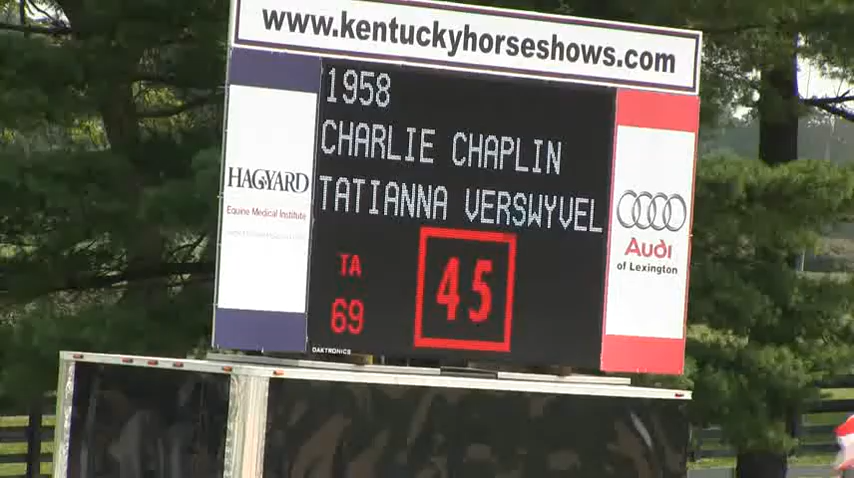 www.kentuckyhorseshows.com
1958
CHARLIE CHAPLIN
TATIANNA VERSWYVEL
HAGYARD
Equine Medical Institute
TA
69
45
Audi
of Lexington
DAKTRONICS